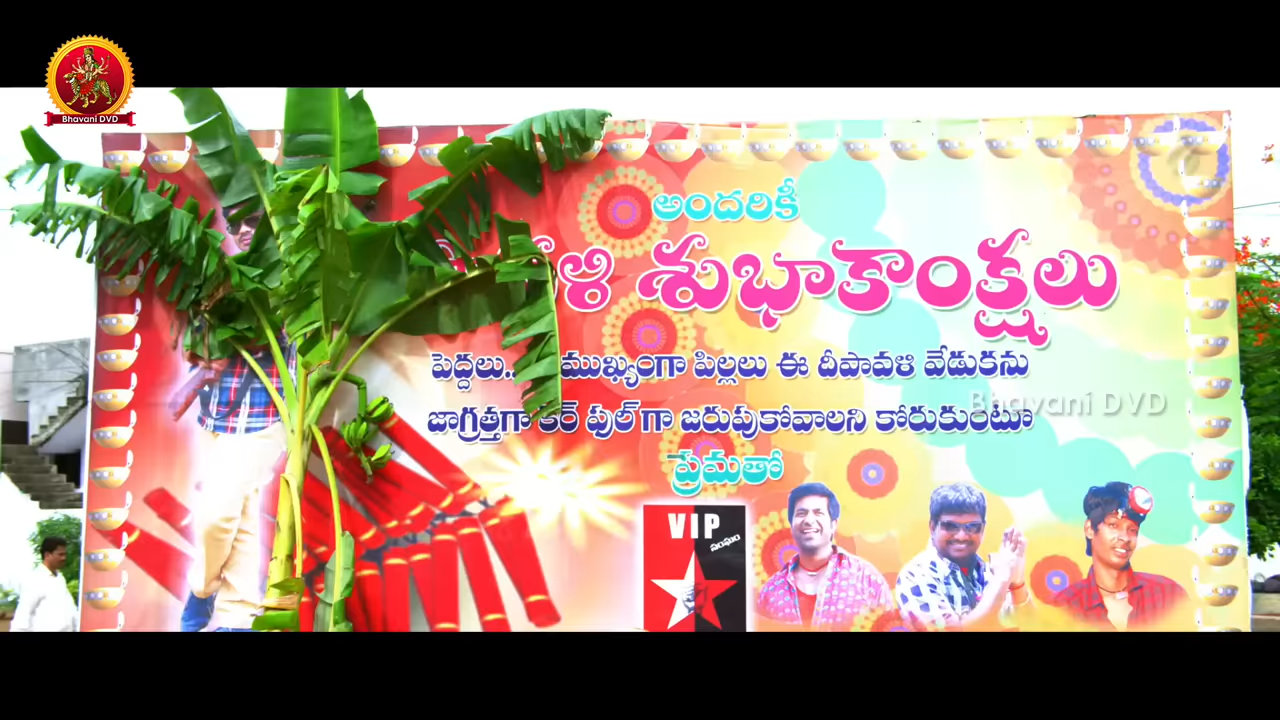 Bhavani DVD
అందరికీ
ళి శుభాకాంక్షలు
పెద్దలు.. ముఖ్యంగా పిల్లలు ఈ దీపావళి వేడుకను
జాగ్రత్తగా కేర్ ఫుల్ గా జరుపుకోవాలని కోరుకుంటూ
Bhavani DVD
ప్రేమతో
VIP
సంఘం